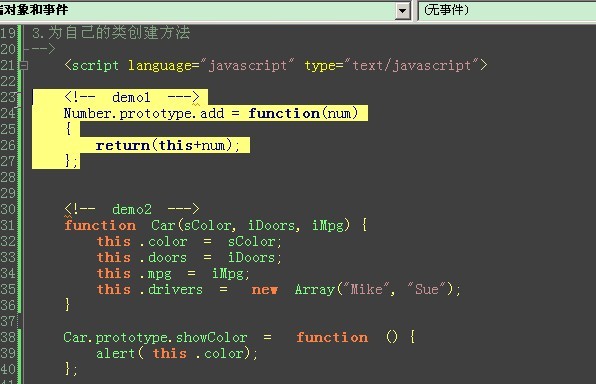 对象和事件 (无事件)
19 3.为自己的类创建方法
20 -->
21 <script language="javascript" type="text/javascript">
22
23 <!-- demo1 --->
24 Number.prototype.add = function(num)
25 {
26 return(this+num);
27 };
28
29
30 <!-- demo2 --->
31 function Car(sColor, iDoors, iMpg) {
32 this .color = sColor;
33 this .doors = iDoors;
34 this .mpg = iMpg;
35 this .drivers = new Array("Mike", "Sue");
36 }
37
38 Car.prototype.showColor = function () {
39 alert( this .color);
40 };
41